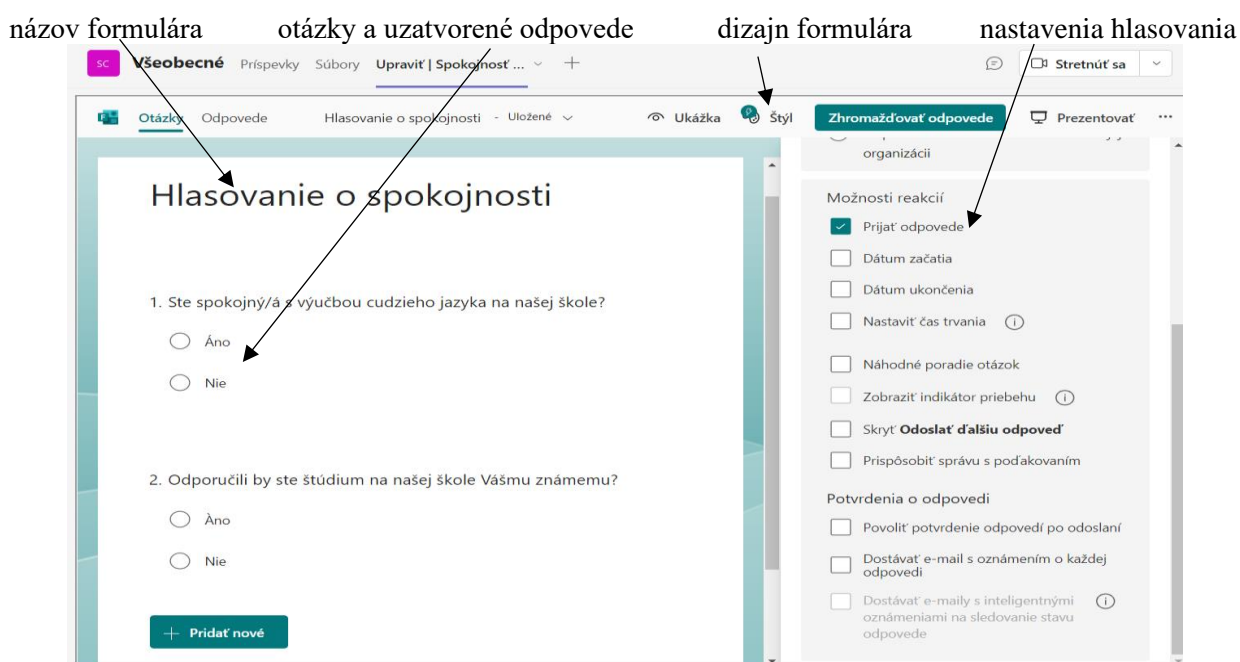 názov formulára otázky a uzatvorené odpovede dizajn formulára nastavenia hlasovania
SC Všeobecné Príspevky Súbory Upraviť | Spokojnosť ... Stretnúť sa
Otázky Odpovede Hlasovanie o spokojnosti - Uložené Ukážka Štýl Zhromažďovať odpovede Prezentovať ...
organizácii
Hlasovanie o spokojnosti
1. Ste spokojný/á s výučbou cudzieho jazyka na našej škole?
Áno
Nie
2. Odporučili by ste štúdium na našej škole Vášmu známemu?
Àno
Nie
+ Pridať nové
Možnosti reakcií
Prijať odpovede
Dátum začatia
Dátum ukončenia
Nastaviť čas trvania
Náhodné poradie otázok
Zobraziť indikátor priebehu
Skryť Odoslať ďalšiu odpoveď
Prispôsobiť správu s poďakovaním
Potvrdenia o odpovedi
Povoliť potvrdenie odpovedí po odoslaní
Dostávať e-mail s oznámením o každej
odpovedi
Dostávať e-maily s inteligentnými
oznámeniami na sledovanie stavu
odpovede